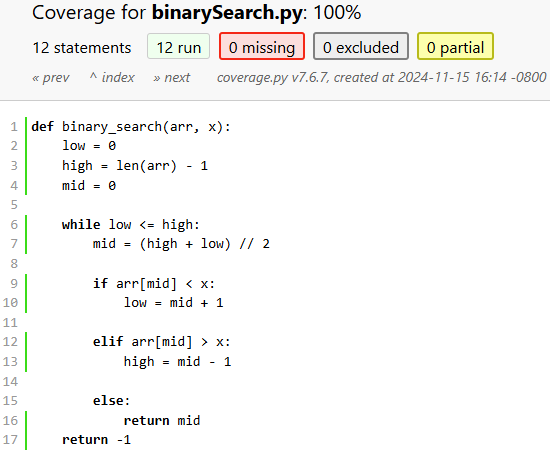 Coverage for binarySearch.py: 100%
12 statements 12 run 0 missing 0 excluded 0 partial
« prev ^ index » next coverage.py v7.6.7, created at 2024-11-15 16:14 -0800
1 def binary_search(arr, x):
2     low = 0
3     high = len(arr) - 1
4     mid = 0
5
6     while low <= high:
7         mid = (high + low) // 2
8
9         if arr[mid] < x:
10             low = mid + 1
11
12         elif arr[mid] > x:
13             high = mid - 1
14
15         else:
16             return mid
17     return -1